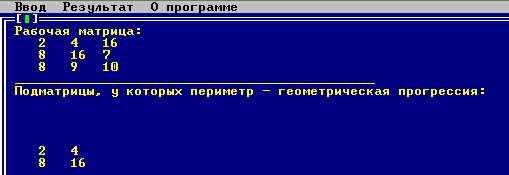 Ввод Результат О программе
Рабочая матрица:
2 4 16
8 16 7
8 9 10
Подматрицы, у которых периметр - геометрическая прогрессия:
2 4
8 16